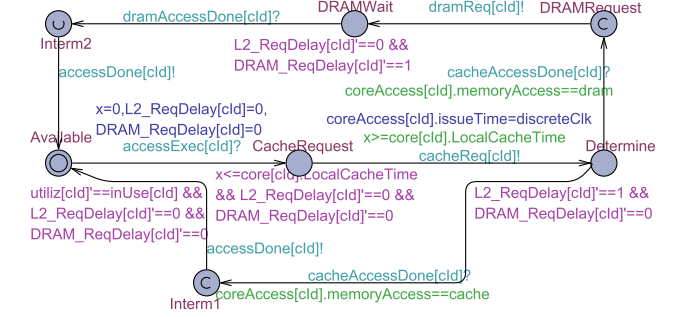 DRAMWait
dramReq[cId]!
DRAMRequest
dramAccessDone[cId]?
C
Interm2
L2_ReqDelay[cId]'==0 &&
DRAM_ReqDelay[cId]'==1
accessDone[cId]!
cacheAccessDone[cId]?
coreAccess[cId].memoryAccess==dram
x=0,L2_ReqDelay[cId]=0,
DRAM_ReqDelay[cId]=0
coreAccess[cId].issueTime=discreteClk
x>=core[cId].LocalCacheTime
Available
accessExec[cId]?
CacheRequest
Determine
cacheReq[cId]!
x<=core[cId].LocalCacheTime
&& L2_ReqDelay[cId]'==0 &&
DRAM_ReqDelay[cId]'==0
utiliz[cId]'==inUse[cId] &&
L2_ReqDelay[cId]'==0 &&
DRAM_ReqDelay[cId]'==0
L2_ReqDelay[cId]'==1 &&
DRAM_ReqDelay[cId]'==0
accessDone[cId]!
cacheAccessDone[cId]?
C
coreAccess[cId].memoryAccess==cache
Interm1